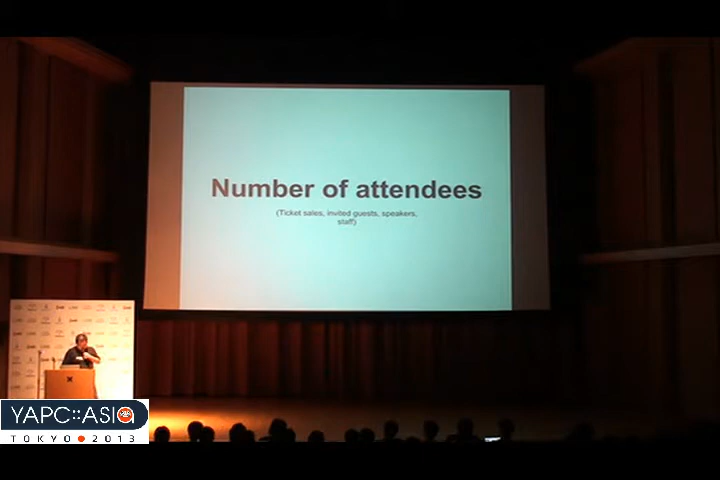 Number of attendees
(Ticket sales, invited guests, speakers,
staff)
YAPC::ASIA
TOKYO 2013